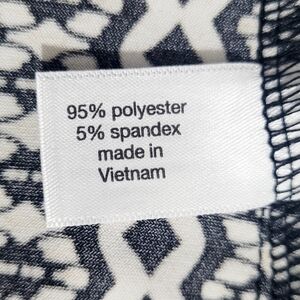 95% polyester
5% spandex
made in
Vietnam